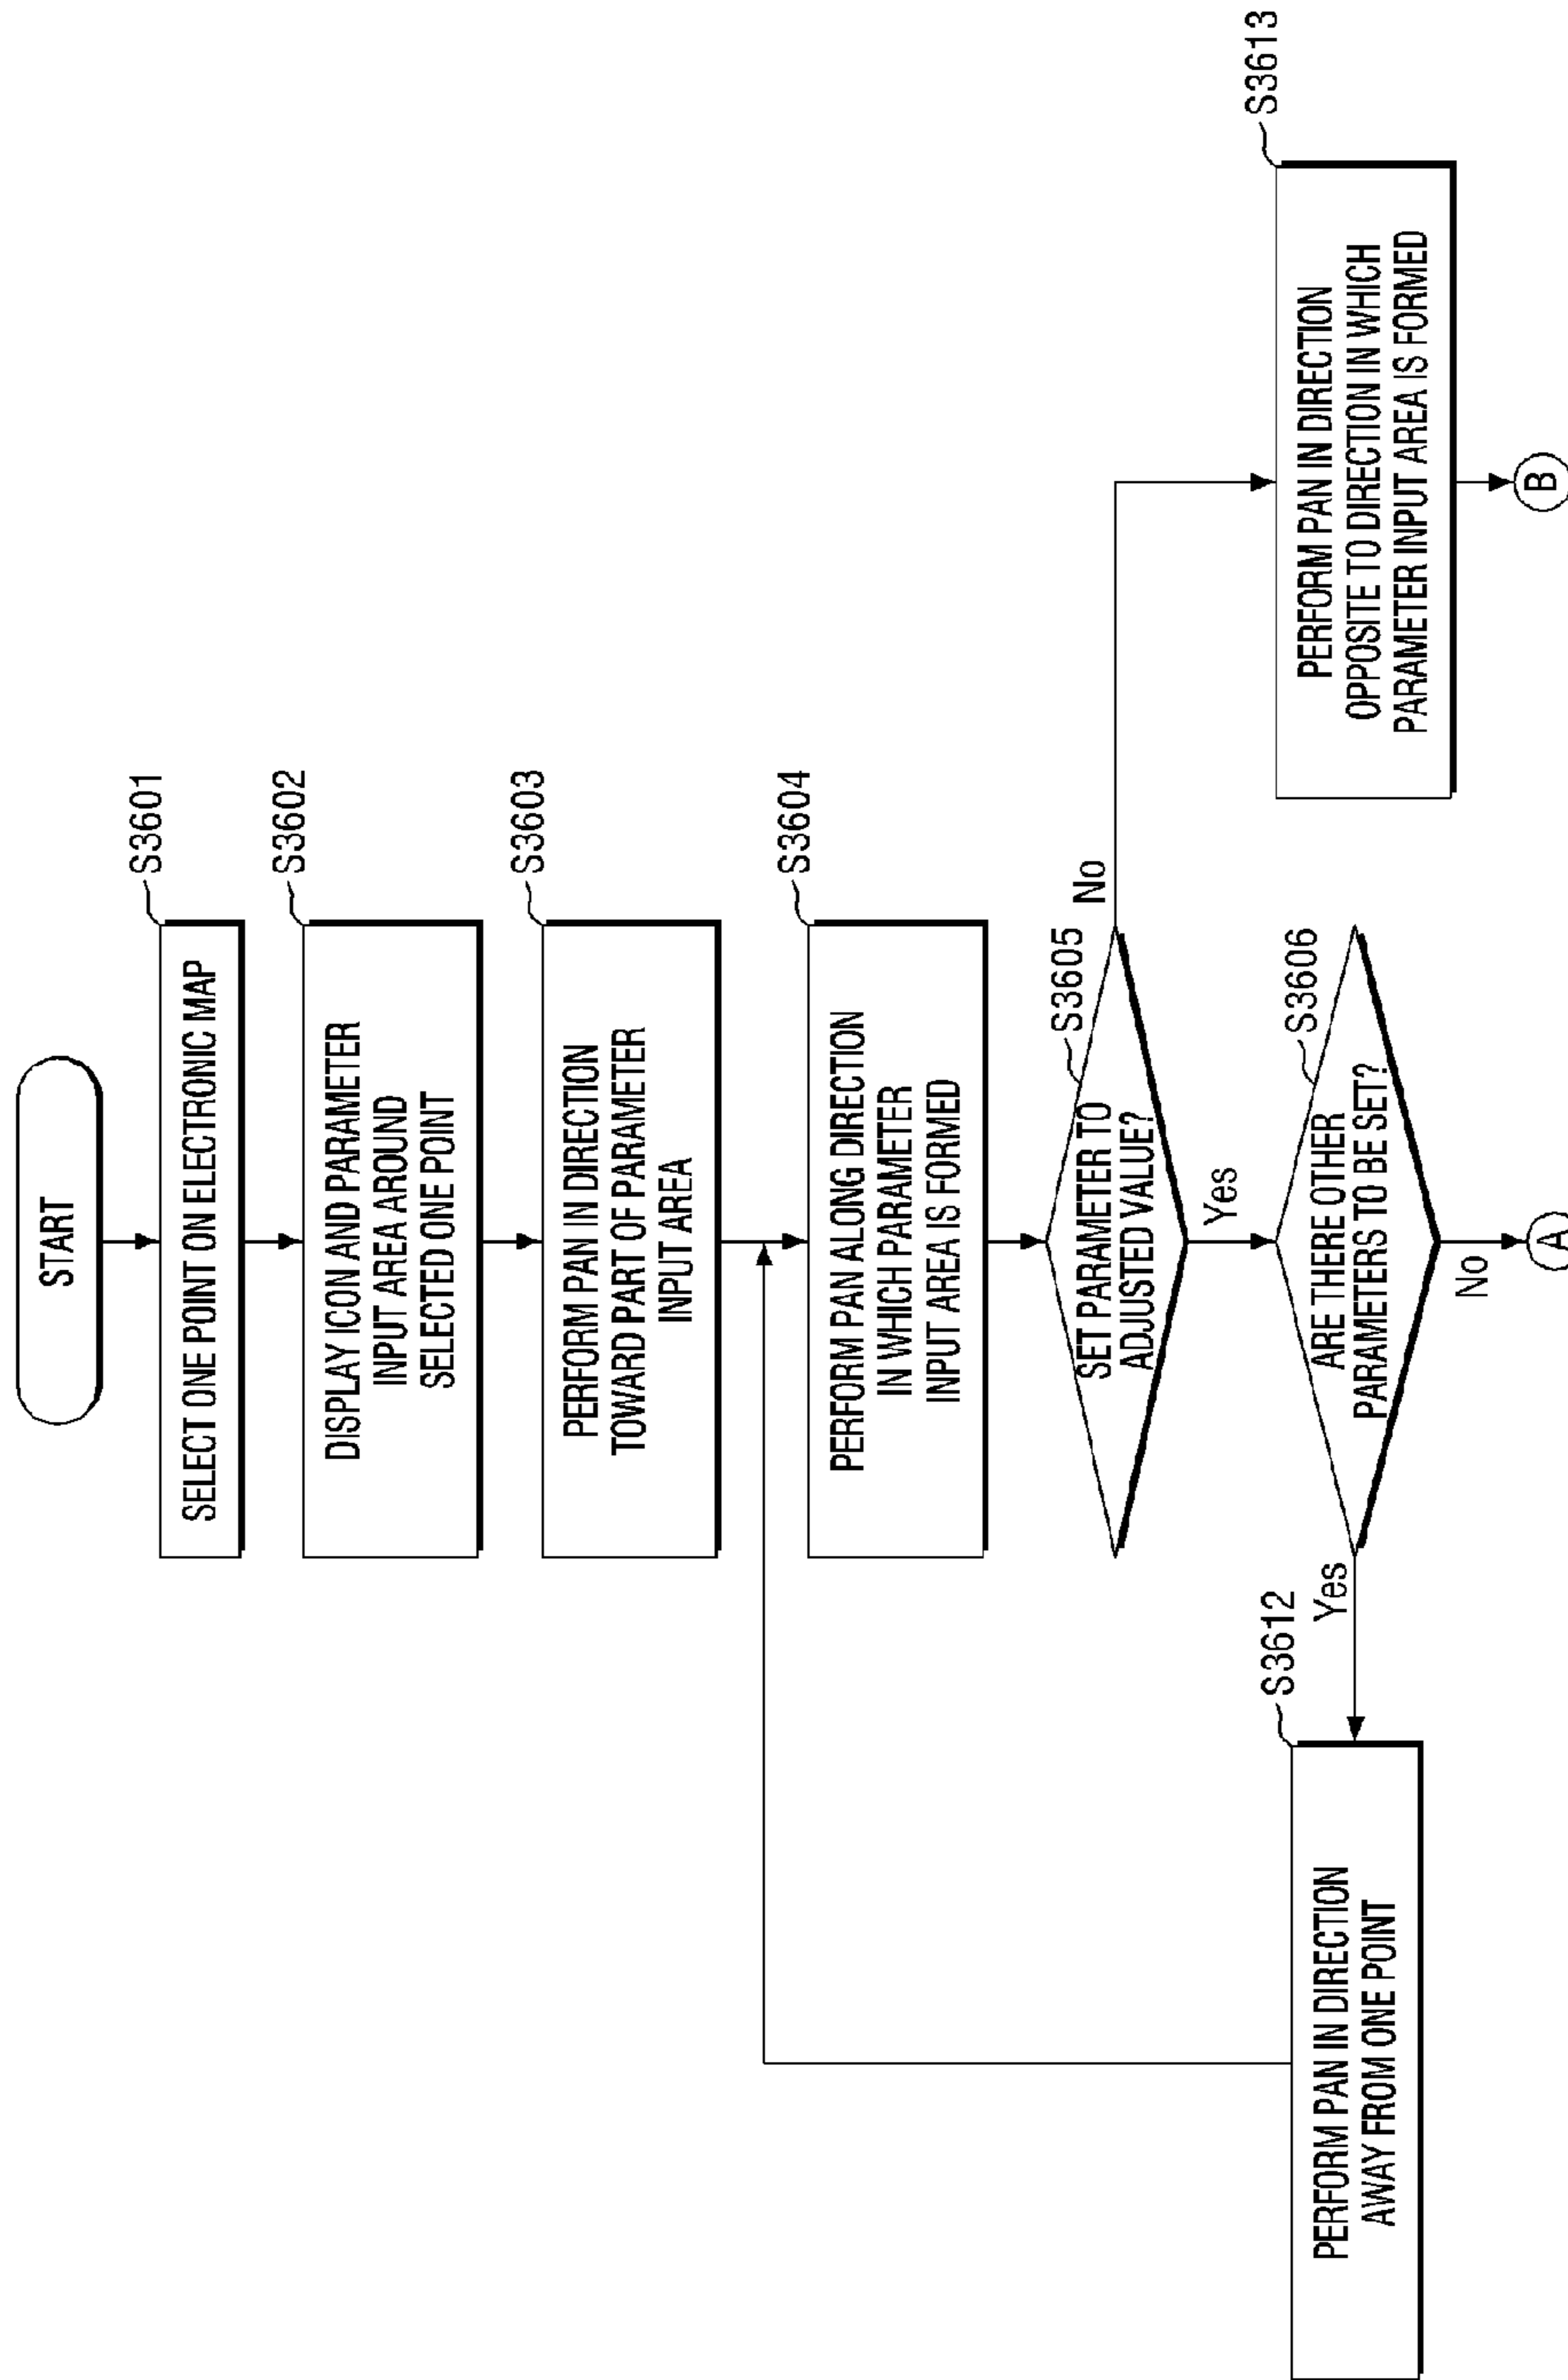 START
S3601
SELECT ONE POINT ON ELECTRONIC MAP
S3602
DISPLAY ICON AND PARAMETER
INPUT AREA AROUND
SELECTED ONE POINT
S3603
PERFORM PAN IN DIRECTION
TOWARD PART OF PARAMETER
INPUT AREA
S3604
PERFORM PAN ALONG DIRECTION
IN WHICH PARAMETER
INPUT AREA IS FORMED
S3605
SET PARAMETER TO
ADJUSTED VALUE?
No
Yes
S3606
ARE THERE OTHER
PARAMETERS TO BE SET?
Yes
No
S3612
PERFORM PAN IN DIRECTION
AWAY FROM ONE POINT
S3613
PERFORM PAN IN DIRECTION
OPPOSITE TO DIRECTION IN WHICH
PARAMETER INPUT AREA IS FORMED
A
B